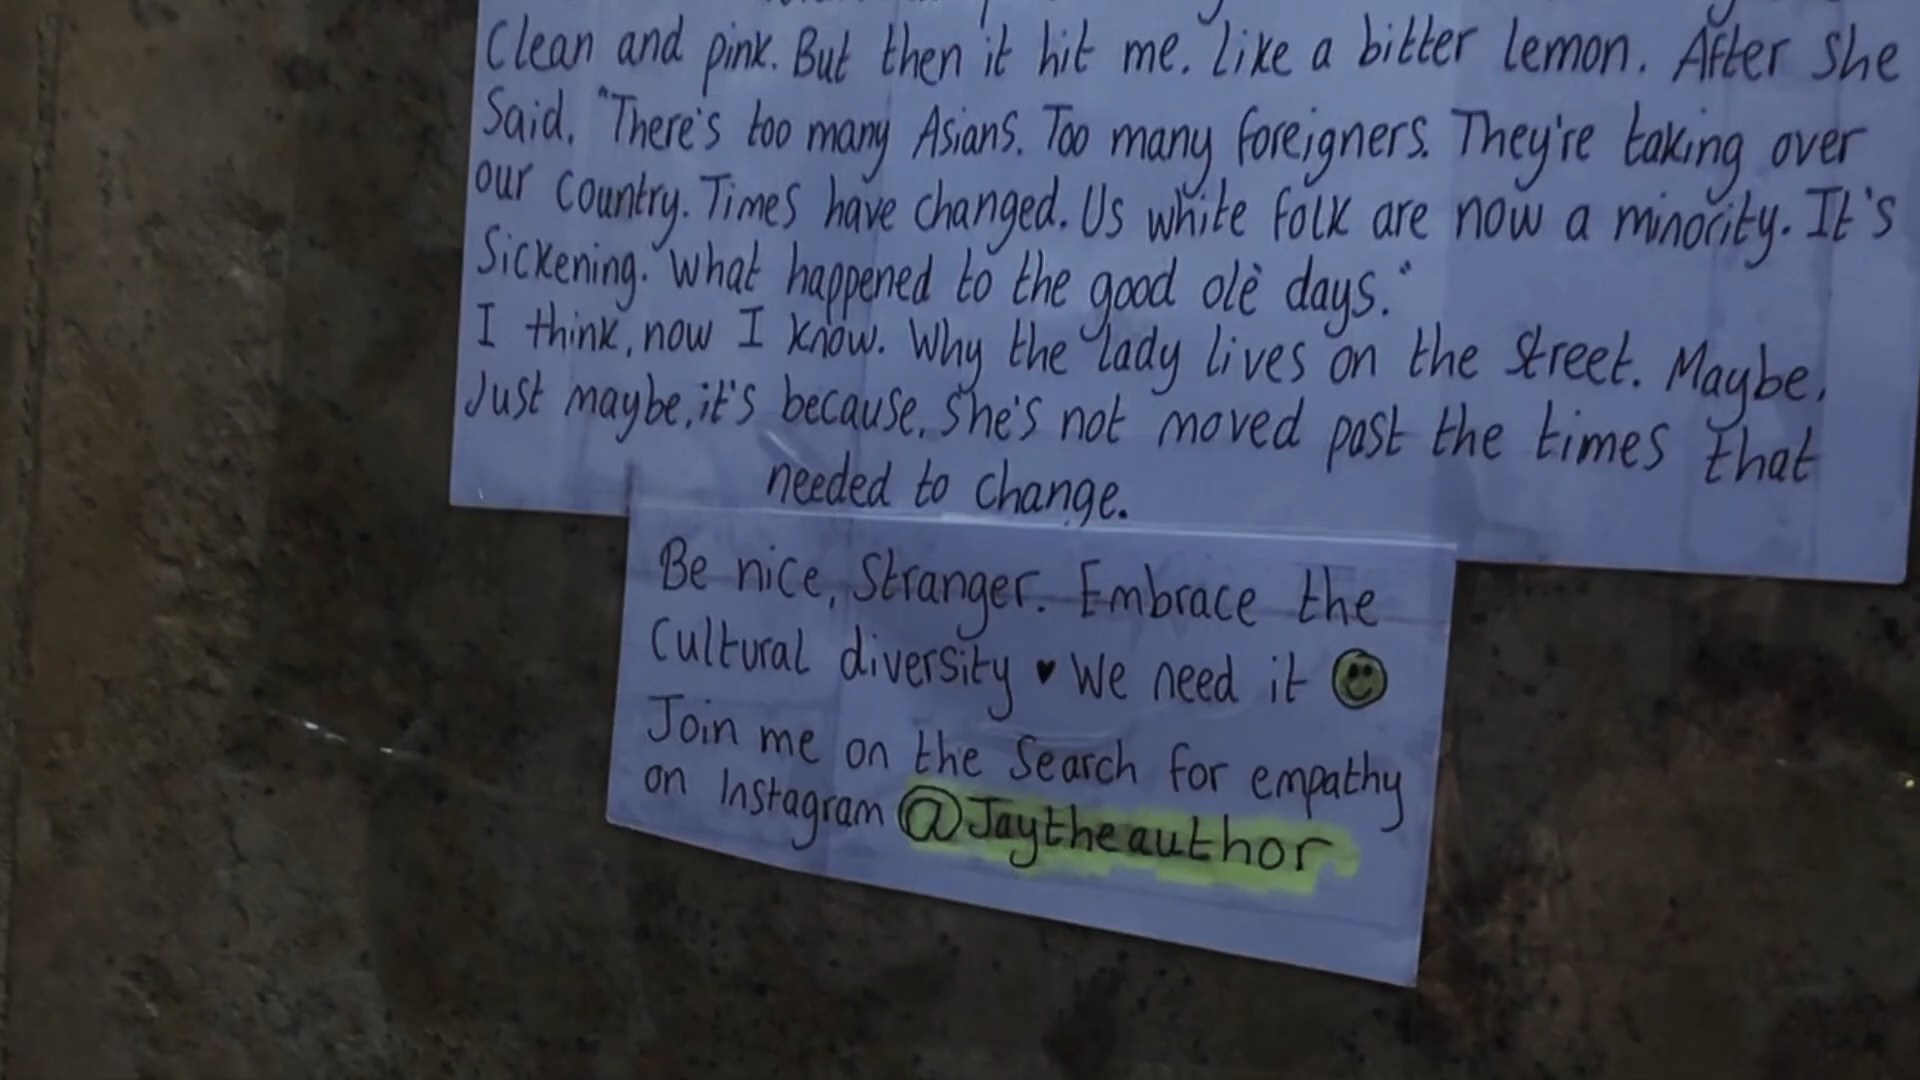 Clean and pink. But then it hit me. Like a bitter lemon. After She
Said. "There's too many Asians. Too many foreigners. They're taking over
our Country. Times have changed. Us white folk are now a minority. It's
Sickening. What happened to the good olè days."
I think, now I know. Why the lady lives on the Street. Maybe,
Just maybe, it's because, She's not moved past the times that
needed to Change.
Be nice, Stranger. Embrace the
Cultural diversity ♥ We need it ☺
Join me on the Search for empathy
on Instagram @Jaytheauthor